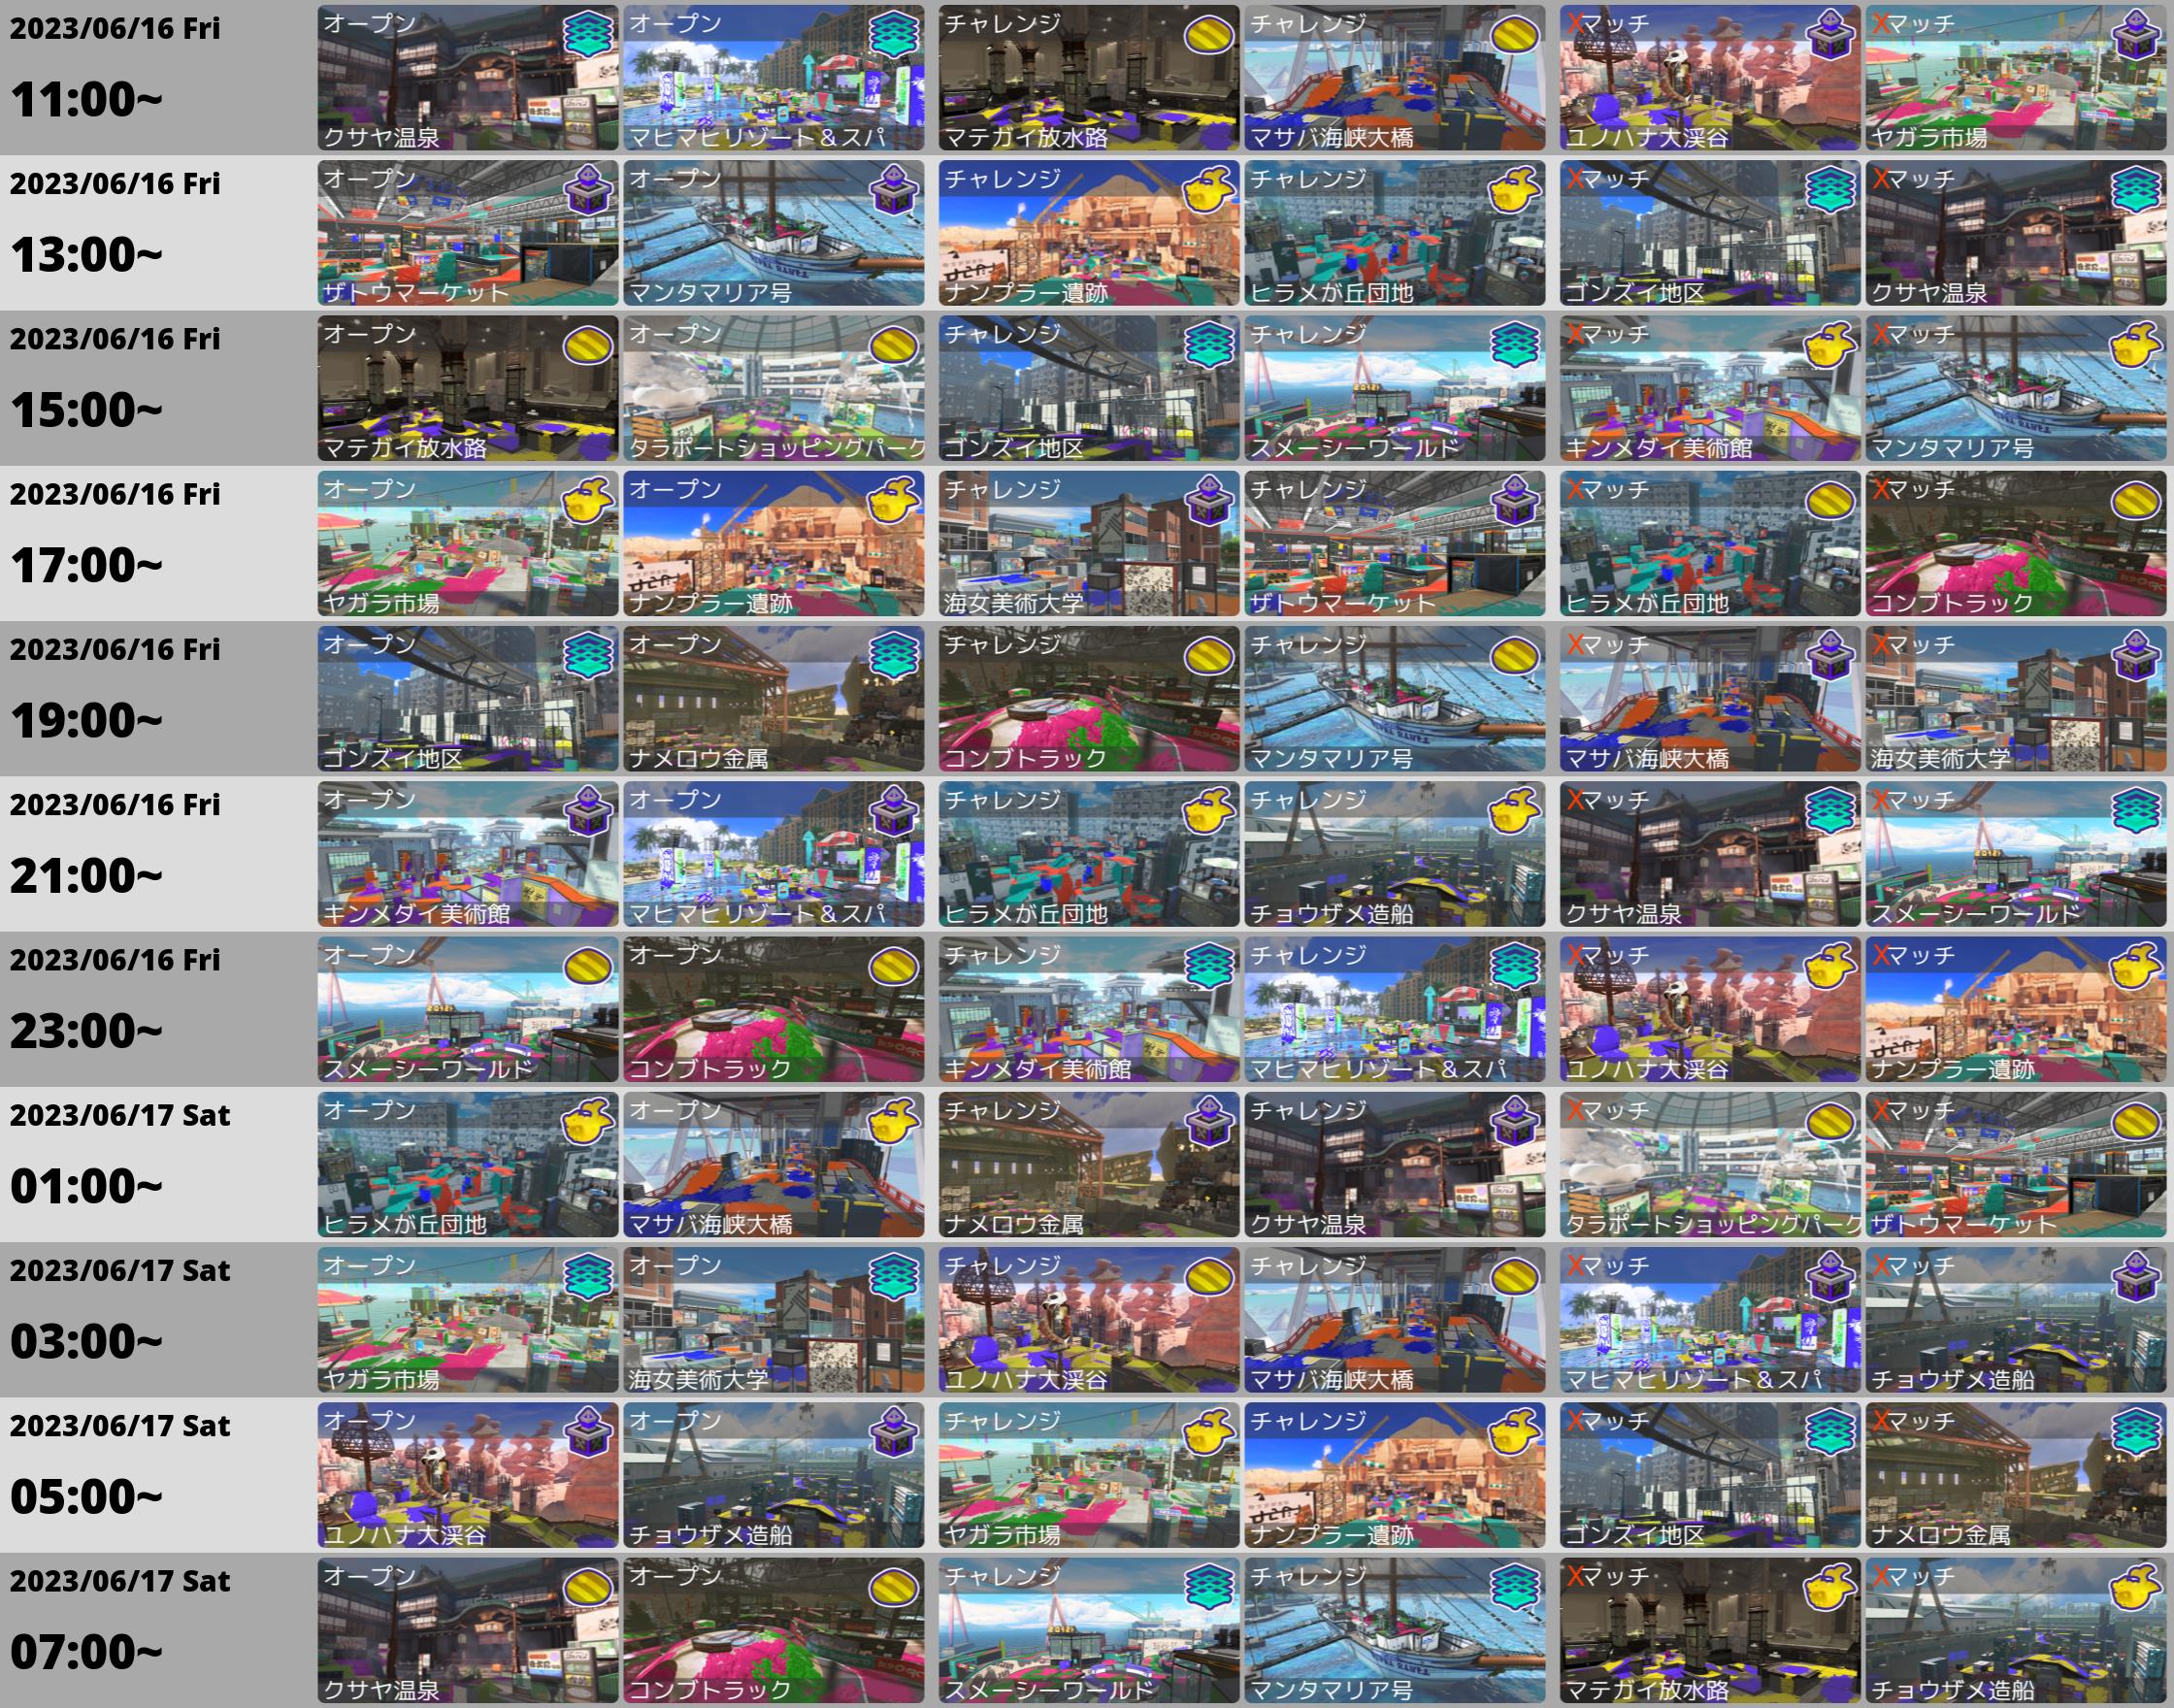 2023/06/16 Fri
11:00~
オープン オープン チャレンジ チャレンジ Xマッチ Xマッチ
クサヤ温泉 マヒマヒリゾート＆スパ マテガイ放水路 マサバ海峡大橋 ユノハナ大渓谷 ヤガラ市場
2023/06/16 Fri
13:00~
オープン オープン チャレンジ チャレンジ Xマッチ Xマッチ
ザトウマーケット マンタマリア号 ナンプラー遺跡 ヒラメが丘団地 ゴンズイ地区 クサヤ温泉
2023/06/16 Fri
15:00~
オープン オープン チャレンジ チャレンジ Xマッチ Xマッチ
マテガイ放水路 タラポートショッピングパーク ゴンズイ地区 スメーシーワールド キンメダイ美術館 マンタマリア号
2023/06/16 Fri
17:00~
オープン オープン チャレンジ チャレンジ Xマッチ Xマッチ
ヤガラ市場 ナンプラー遺跡 海女美術大学 ザトウマーケット ヒラメが丘団地 コンブトラック
2023/06/16 Fri
19:00~
オープン オープン チャレンジ チャレンジ Xマッチ Xマッチ
ゴンズイ地区 ナメロウ金属 コンブトラック マンタマリア号 マサバ海峡大橋 海女美術大学
2023/06/16 Fri
21:00~
オープン オープン チャレンジ チャレンジ Xマッチ Xマッチ
キンメダイ美術館 マヒマヒリゾート＆スパ ヒラメが丘団地 チョウザメ造船 クサヤ温泉 スメーシーワールド
2023/06/16 Fri
23:00~
オープン オープン チャレンジ チャレンジ Xマッチ Xマッチ
スメーシーワールド コンブトラック キンメダイ美術館 マヒマヒリゾート＆スパ ユノハナ大渓谷 ナンプラー遺跡
2023/06/17 Sat
01:00~
オープン オープン チャレンジ チャレンジ Xマッチ Xマッチ
ヒラメが丘団地 マサバ海峡大橋 ナメロウ金属 クサヤ温泉 タラポートショッピングパーク ザトウマーケット
2023/06/17 Sat
03:00~
オープン オープン チャレンジ チャレンジ Xマッチ Xマッチ
ヤガラ市場 海女美術大学 ユノハナ大渓谷 マサバ海峡大橋 マヒマヒリゾート＆スパ チョウザメ造船
2023/06/17 Sat
05:00~
オープン オープン チャレンジ チャレンジ Xマッチ Xマッチ
ユノハナ大渓谷 チョウザメ造船 ヤガラ市場 ナンプラー遺跡 ゴンズイ地区 ナメロウ金属
2023/06/17 Sat
07:00~
オープン オープン チャレンジ チャレンジ Xマッチ Xマッチ
クサヤ温泉 コンブトラック スメーシーワールド マンタマリア号 マテガイ放水路 チョウザメ造船